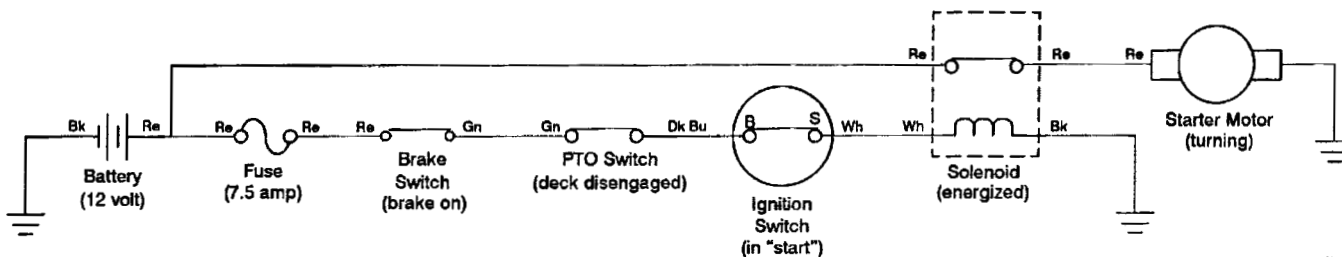 Re
Re
Re
Bk
Re
Re
Re
Re
Gn
Gn
Dk Bu
B
S
Wh
Wh
Bk
Battery
(12 volt)
Fuse
(7.5 amp)
Brake
Switch
(brake on)
PTO Switch
(deck disengaged)
Ignition
Switch
(in "start")
Solenoid
(energized)
Starter Motor
(turning)